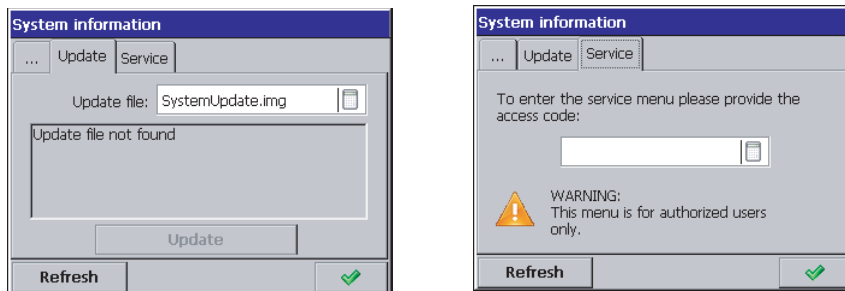 System information
... Update Service
Update file: SystemUpdate.img
Update file not found
Update
Refresh
System information
... Update Service
To enter the service menu please provide the
access code:
WARNING:
This menu is for authorized users
only.
Refresh